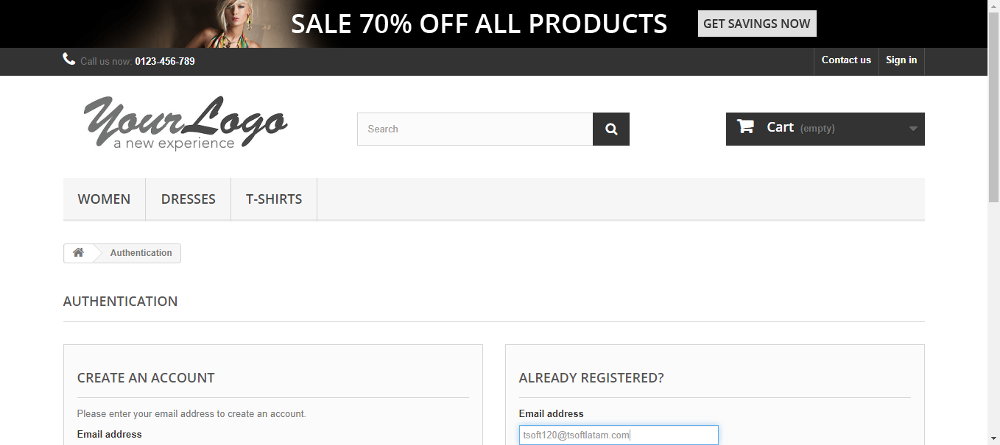 SALE 70% OFF ALL PRODUCTS GET SAVINGS NOW
Call us now: 0123-456-789 Contact us Sign in
YourLogo
a new experience
Search
Cart (empty)
WOMEN DRESSES T-SHIRTS
Authentication
AUTHENTICATION
CREATE AN ACCOUNT
Please enter your email address to create an account.
Email address
ALREADY REGISTERED?
Email address
tsoft120@tsoftlatam.com